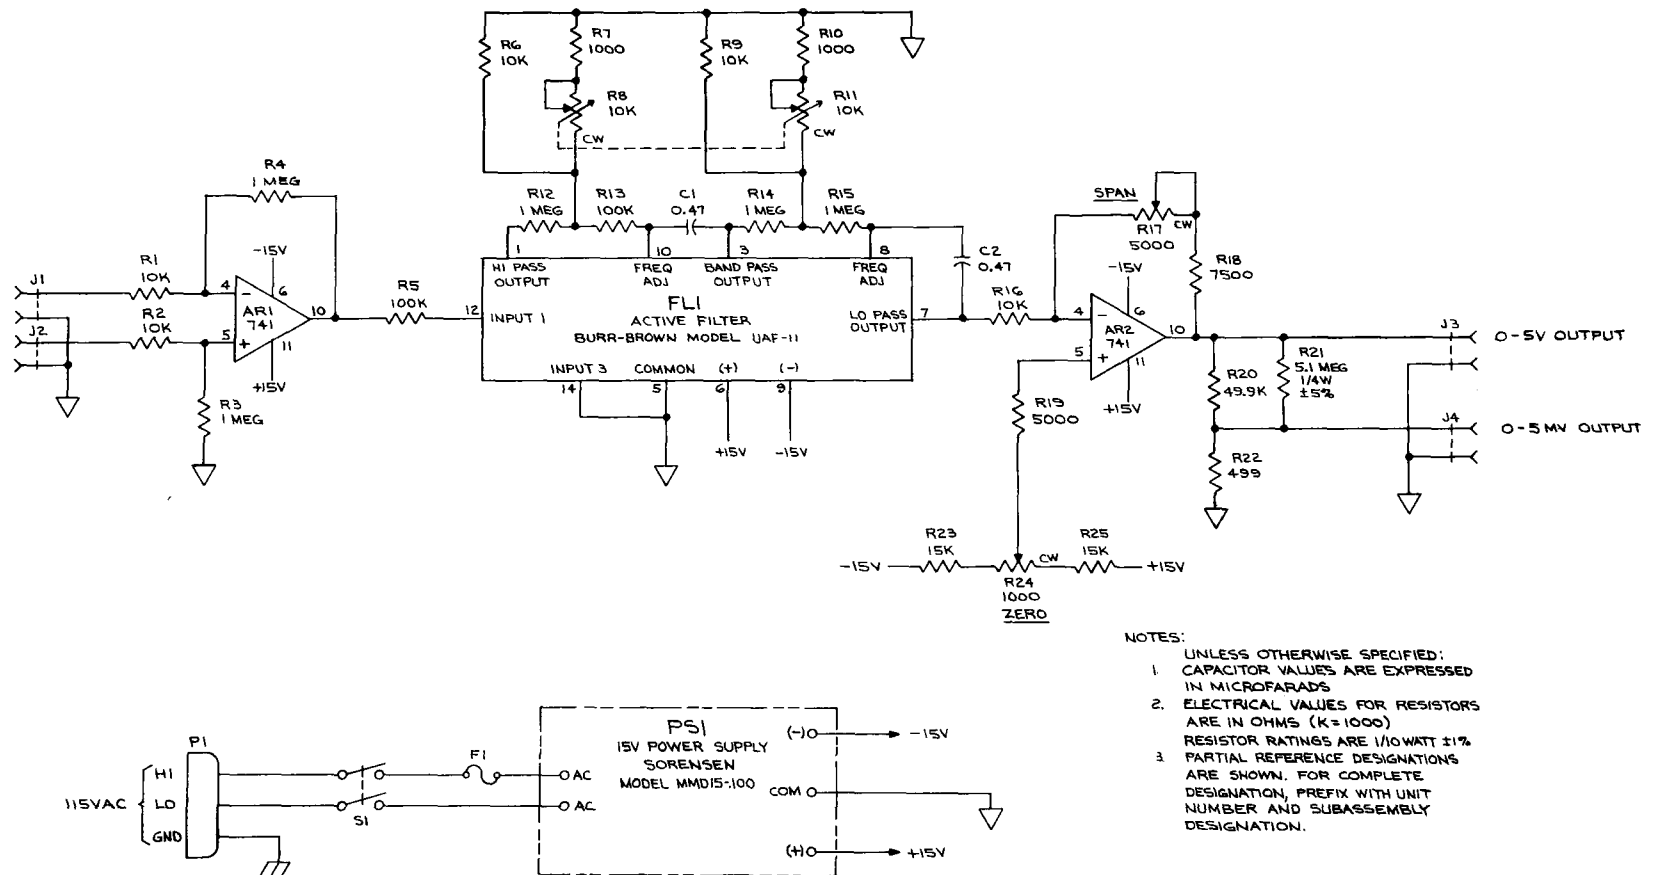 R6
10K
R7
1000
R9
10K
R10
1000
R8
10K
CW
R11
10K
CW
R4
1 MEG
R12
1 MEG
R13
100K
C1
0.47
R14
1 MEG
R15
1 MEG
SPAN
R17
5000
CW
-15V
R1
10K
J1
4
-
6
AR1
741
10
R2
10K
J2
5
+
11
+15V
R3
1 MEG
R5
100K
12
1
10
3
8
HI PASS
OUTPUT
FREQ
ADJ
BAND PASS
OUTPUT
FREQ
ADJ
FL1
ACTIVE FILTER
BURR-BROWN MODEL UAF-11
INPUT 1
LO PASS
OUTPUT
7
INPUT 3
COMMON
(+)
(-)
14
5
6
9
+15V
-15V
C2
0.47
R16
10K
R18
7500
-15V
4
-
6
AR2
741
10
5
+
11
+15V
R19
5000
R20
49.9K
R21
5.1 MEG
1/4W
±5%
R22
499
J3
0-5V OUTPUT
J4
0-5MV OUTPUT
R23
15K
CW
R25
15K
-15V
+15V
R24
1000
ZERO
NOTES:
UNLESS OTHERWISE SPECIFIED:
1. CAPACITOR VALUES ARE EXPRESSED
IN MICROFARADS
2. ELECTRICAL VALUES FOR RESISTORS
ARE IN OHMS (K=1000)
RESISTOR RATINGS ARE 1/10WATT ±1%
3 PARTIAL REFERENCE DESIGNATIONS
ARE SHOWN. FOR COMPLETE
DESIGNATION, PREFIX WITH UNIT
NUMBER AND SUBASSEMBLY
DESIGNATION.
P1
115VAC
HI
LO
GND
S1
F1
AC
AC
PS1
15V POWER SUPPLY
SORENSEN
MODEL MMD15-.100
(-)
-15V
COM
(+)
+15V